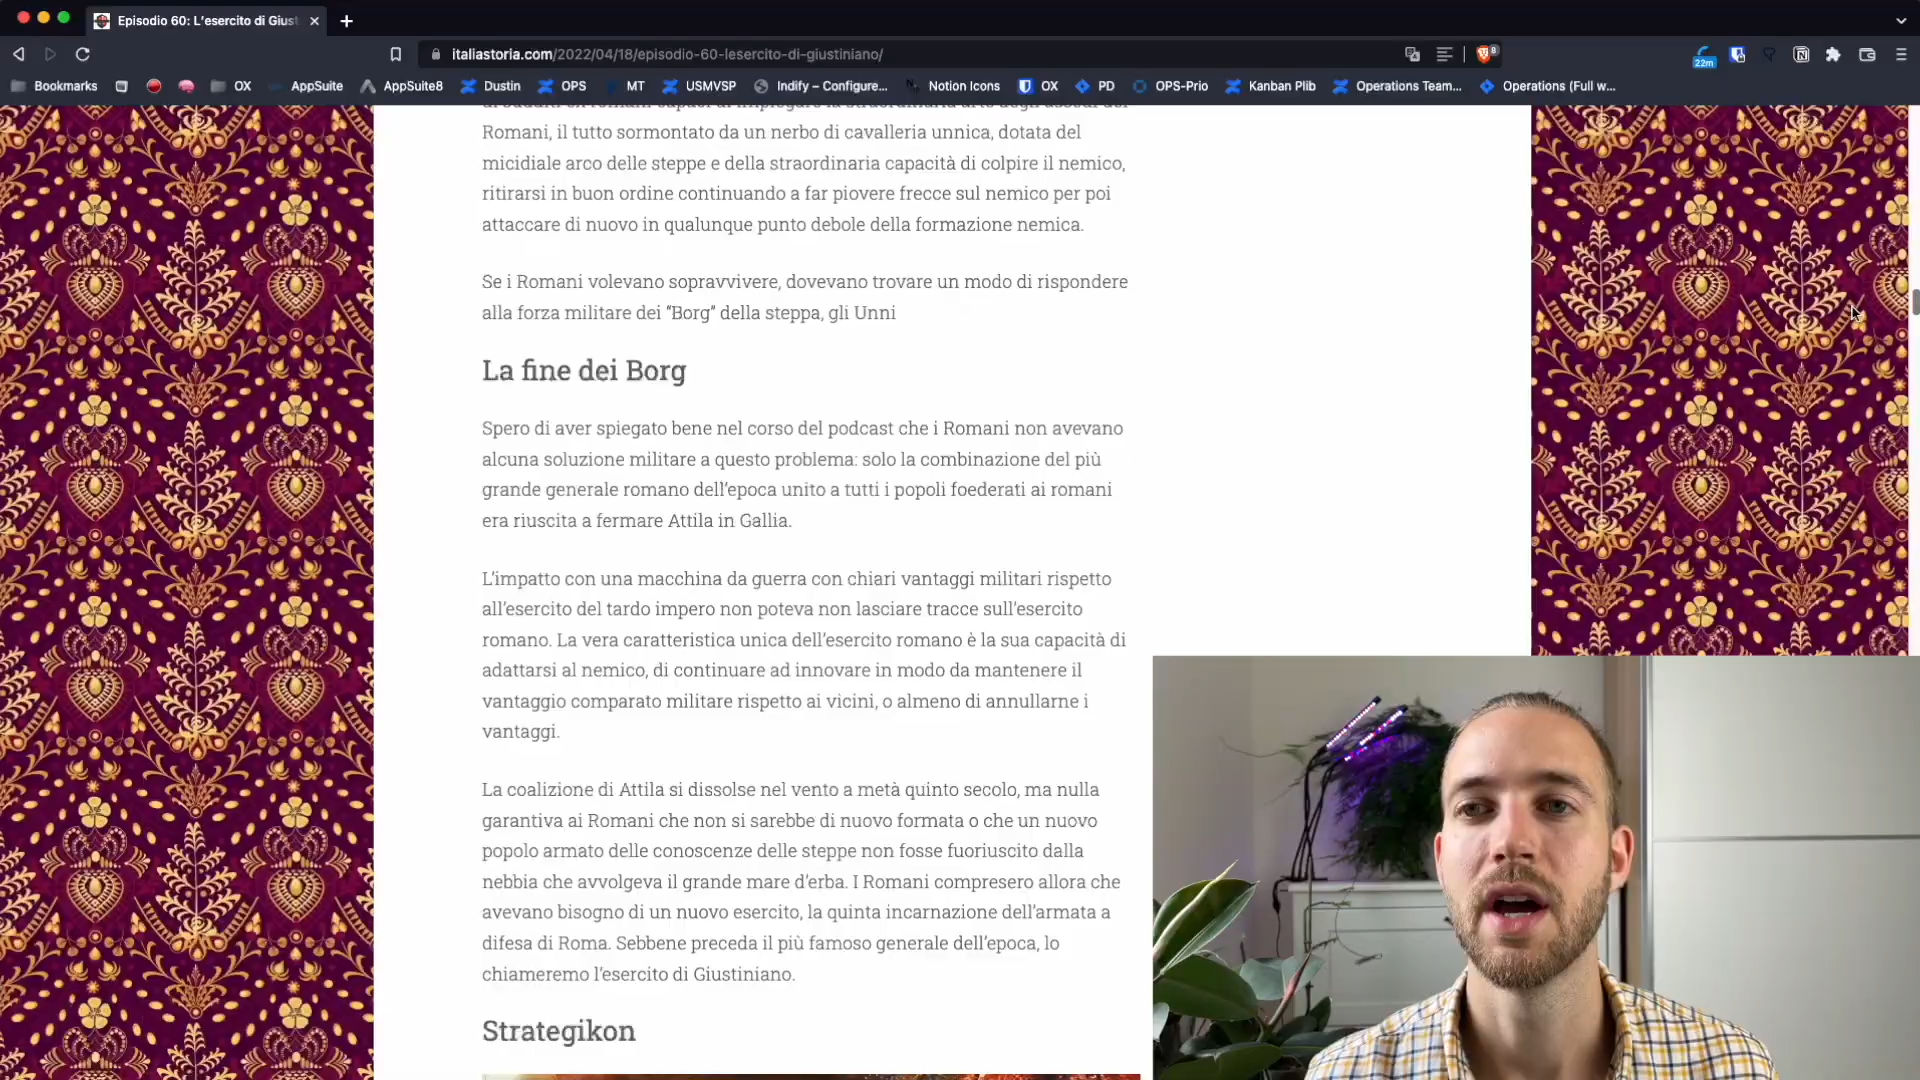 Episodio 60: L'esercito di Gius
italiastoria.com/2022/04/18/episodio-60-lesercito-di-giustiniano/
8
22m
Bookmarks
OX
AppSuite
AppSuite8
Dustin
OPS
MT
USMVSP
Indify – Configure...
Notion Icons
OX
PD
OPS-Prio
Kanban Plib
Operations Team...
Operations (Full w...
Romani, il tutto sormontato da un nerbo di cavalleria unnica, dotata del
micidiale arco delle steppe e della straordinaria capacità di colpire il nemico,
ritirarsi in buon ordine continuando a far piovere frecce sul nemico per poi
attaccare di nuovo in qualunque punto debole della formazione nemica.
Se i Romani volevano sopravvivere, dovevano trovare un modo di rispondere
alla forza militare dei “Borg” della steppa, gli Unni
La fine dei Borg
Spero di aver spiegato bene nel corso del podcast che i Romani non avevano
alcuna soluzione militare a questo problema: solo la combinazione del più
grande generale romano dell’epoca unito a tutti i popoli foederati ai romani
era riuscita a fermare Attila in Gallia.
L’impatto con una macchina da guerra con chiari vantaggi militari rispetto
all’esercito del tardo impero non poteva non lasciare tracce sull’esercito
romano. La vera caratteristica unica dell’esercito romano è la sua capacità di
adattarsi al nemico, di continuare ad innovare in modo da mantenere il
vantaggio comparato militare rispetto ai vicini, o almeno di annullarne i
vantaggi.
La coalizione di Attila si dissolse nel vento a metà quinto secolo, ma nulla
garantiva ai Romani che non si sarebbe di nuovo formata o che un nuovo
popolo armato delle conoscenze delle steppe non fosse fuoriuscito dalla
nebbia che avvolgeva il grande mare d’erba. I Romani compresero allora che
avevano bisogno di un nuovo esercito, la quinta incarnazione dell’armata a
difesa di Roma. Sebbene preceda il più famoso generale dell’epoca, lo
chiameremo l’esercito di Giustiniano.
Strategikon